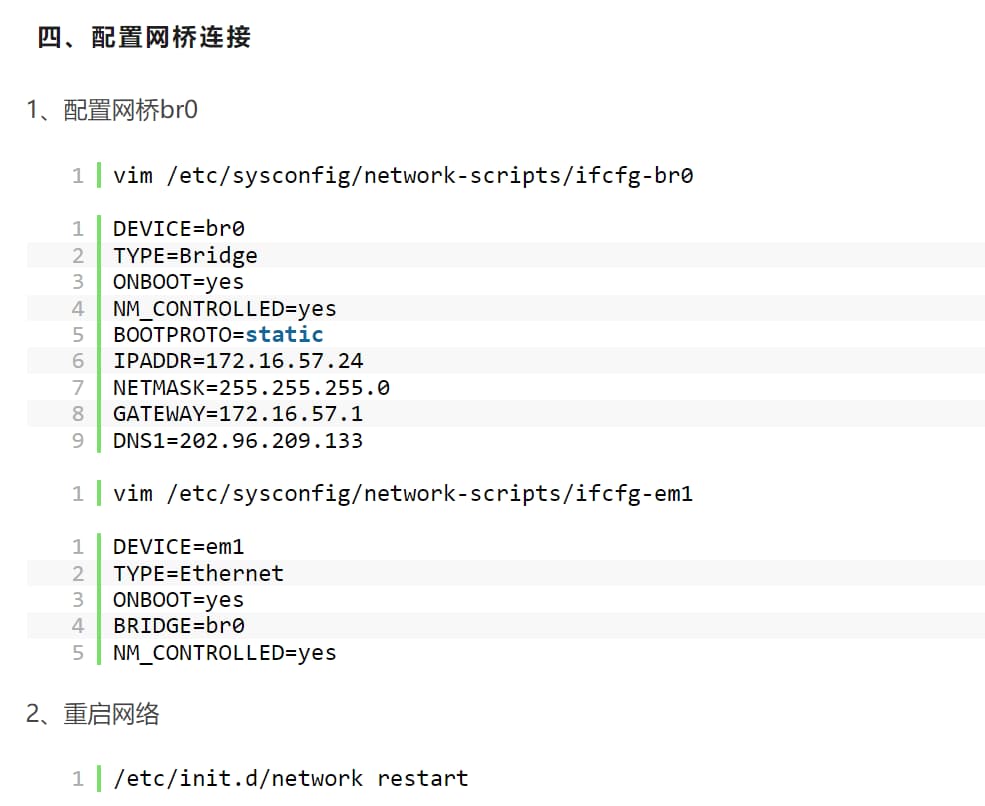 四、配置网桥连接
1、配置网桥br0
1 vim /etc/sysconfig/network-scripts/ifcfg-br0
1 DEVICE=br0
2 TYPE=Bridge
3 ONBOOT=yes
4 NM_CONTROLLED=yes
5 BOOTPROTO=static
6 IPADDR=172.16.57.24
7 NETMASK=255.255.255.0
8 GATEWAY=172.16.57.1
9 DNS1=202.96.209.133
1 vim /etc/sysconfig/network-scripts/ifcfg-em1
1 DEVICE=em1
2 TYPE=Ethernet
3 ONBOOT=yes
4 BRIDGE=br0
5 NM_CONTROLLED=yes
2、重启网络
1 /etc/init.d/network restart